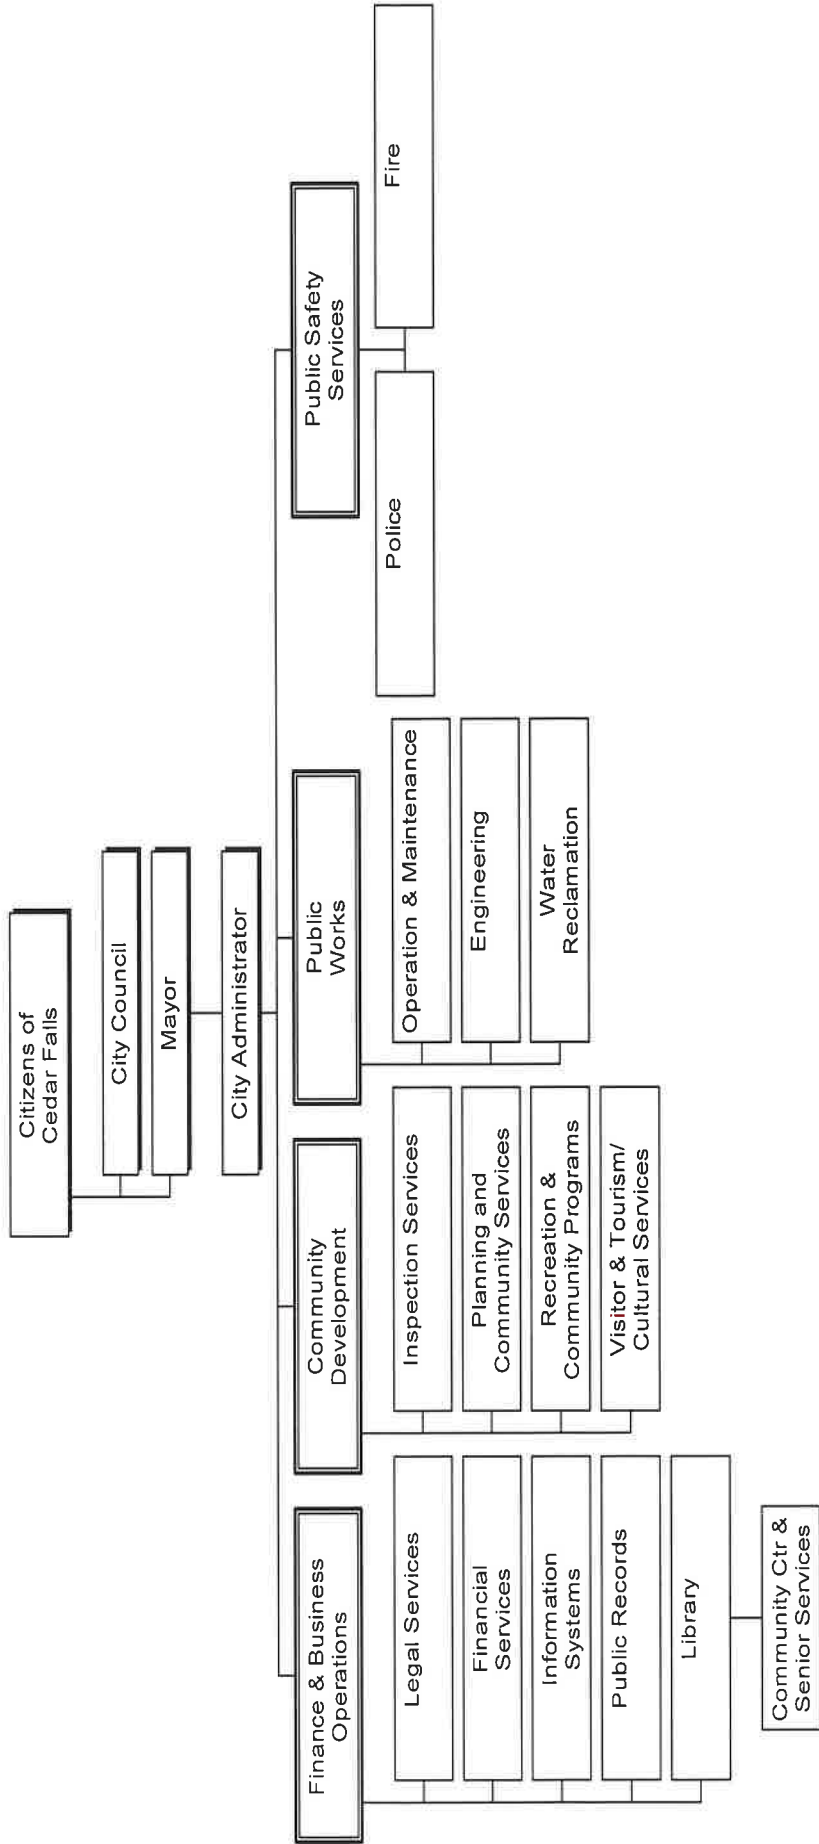 Citizens of
Cedar Falls
City Council
Mayor
City Administrator
Finance & Business
Operations
Legal Services
Financial
Services
Information
Systems
Public Records
Library
Community Ctr &
Senior Services
Community
Development
Inspection Services
Planning and
Community Services
Recreation &
Community Programs
Visitor & Tourism/
Cultural Services
Public
Works
Operation & Maintenance
Engineering
Water
Reclamation
Public Safety
Services
Police
Fire